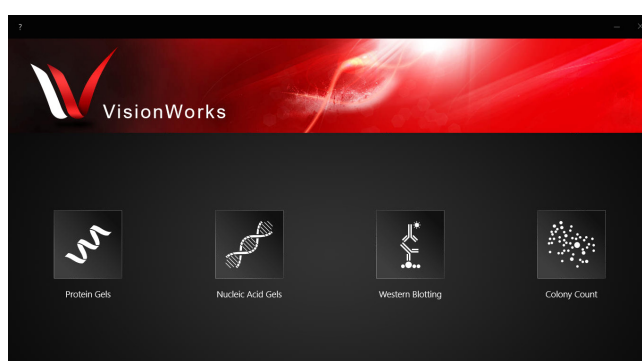 ?
VisionWorks
Protein Gels
Nucleic Acid Gels
Western Blotting
Colony Count